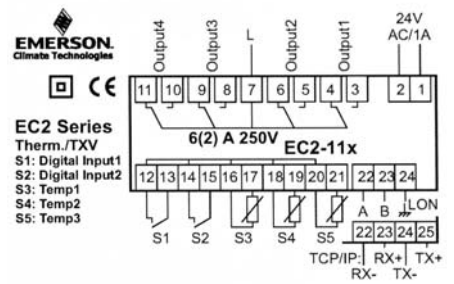 EMERSON.
Climate Technologies
CE
EC2 Series
Therm./TXV
S1: Digital Input1
S2: Digital Input2
S3: Temp1
S4: Temp2
S5: Temp3
Output4
Output3
L
Output2
Output1
24V
AC/1A
11 10 9 8 7 6 5 4 3 2 1
6(2) A 250V
EC2-11x
12 13 14 15 16 17 18 19 20 21 22 23 24
A B LON
S1 S2 S3 S4 S5
22 23 24 25
TCP/IP: RX+ TX+
RX- TX-